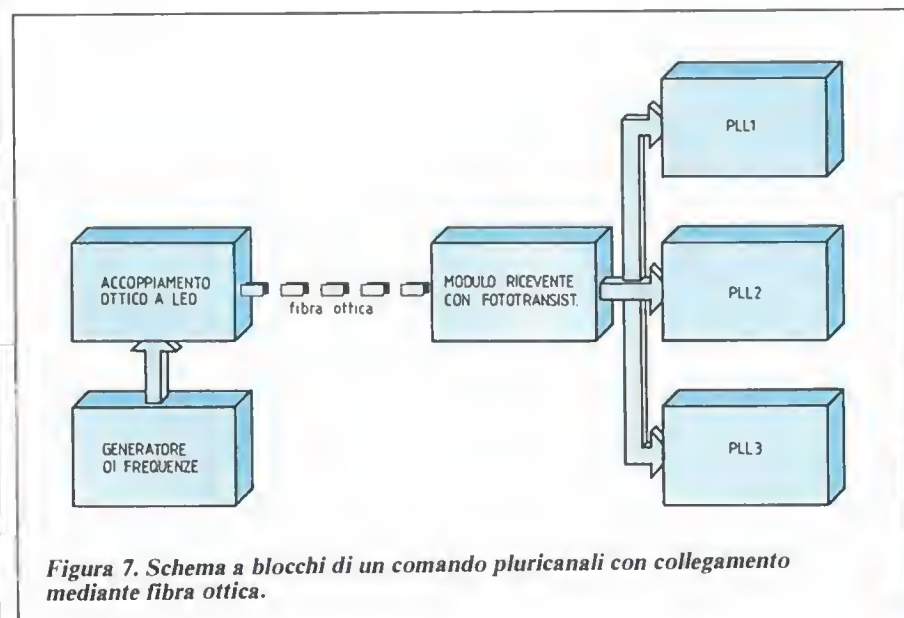 PLL1
ACCOPPIAMENTO
OTTICO A LED
fibra ottica
MODULO RICEVENTE
CON FOTOTRANSIST.
PLL2
GENERATORE
DI FREQUENZE
PLL3
Figura 7. Schema a blocchi di un comando pluricanali con collegamento
mediante fibra ottica.